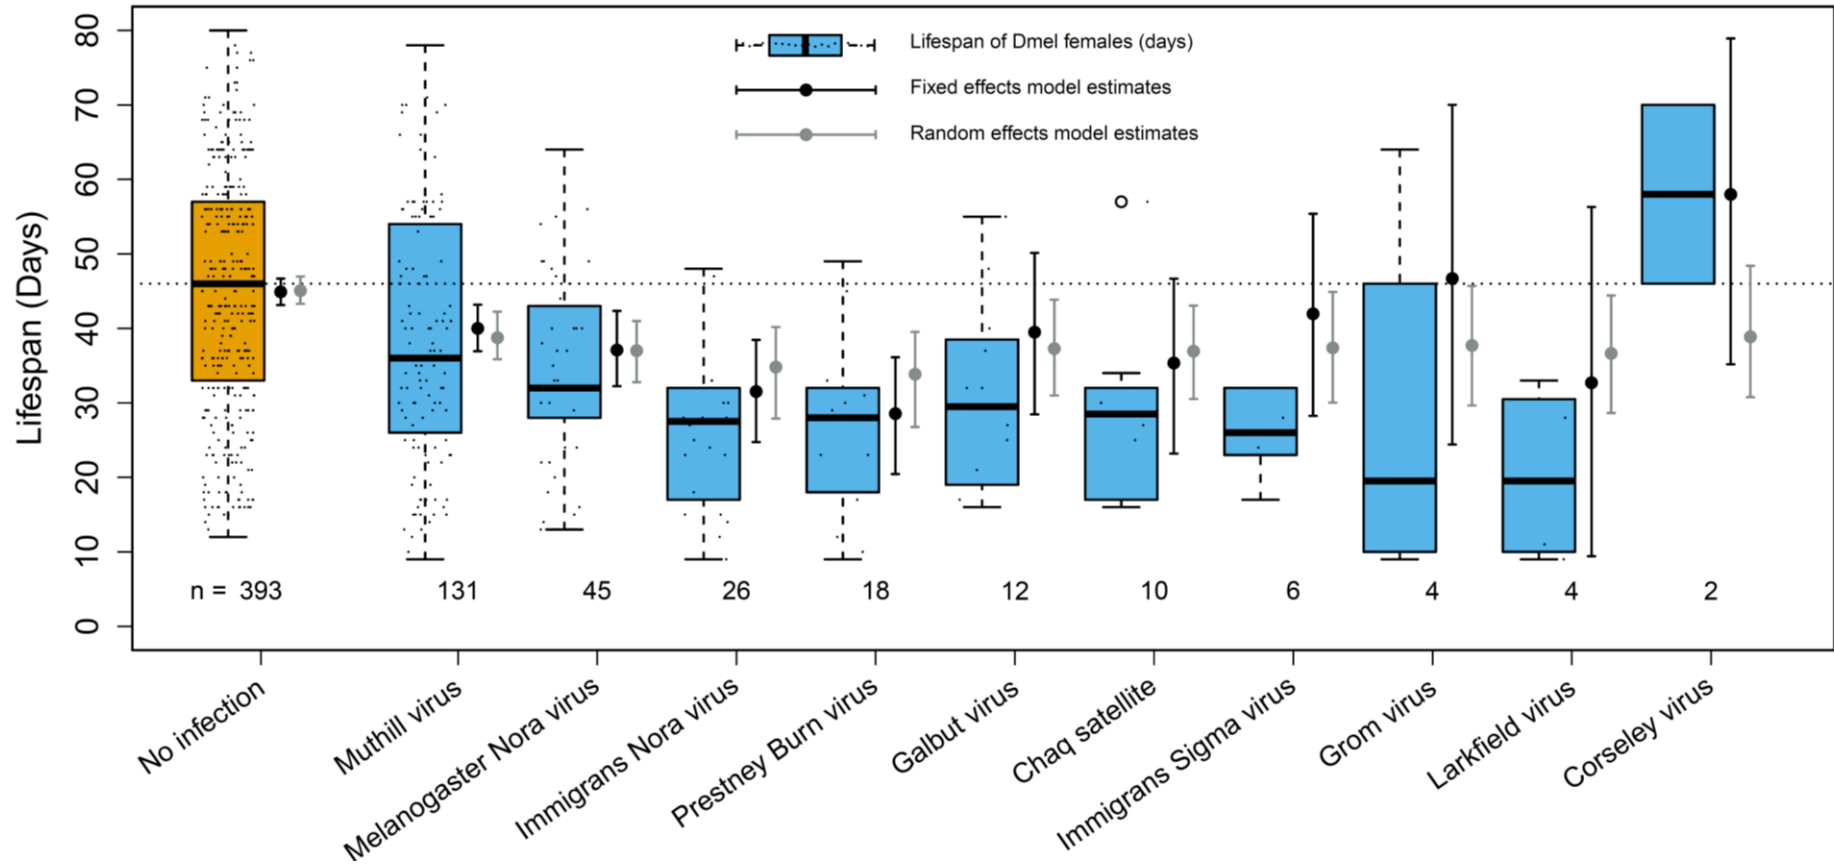 Lifespan of Dmel females (days)
Fixed effects model estimates
Random effects model estimates
Lifespan (Days)
80
70
60
50
40
30
20
10
0
n = 393 131 45 26 18 12 10 6 4 4 2
No infection
Muthill virus
Melanogaster Nora virus
Immigrans Nora virus
Prestney Burn virus
Galbut virus
Chaq satellite
Immigrans Sigma virus
Grom virus
Larkfield virus
Corseley virus